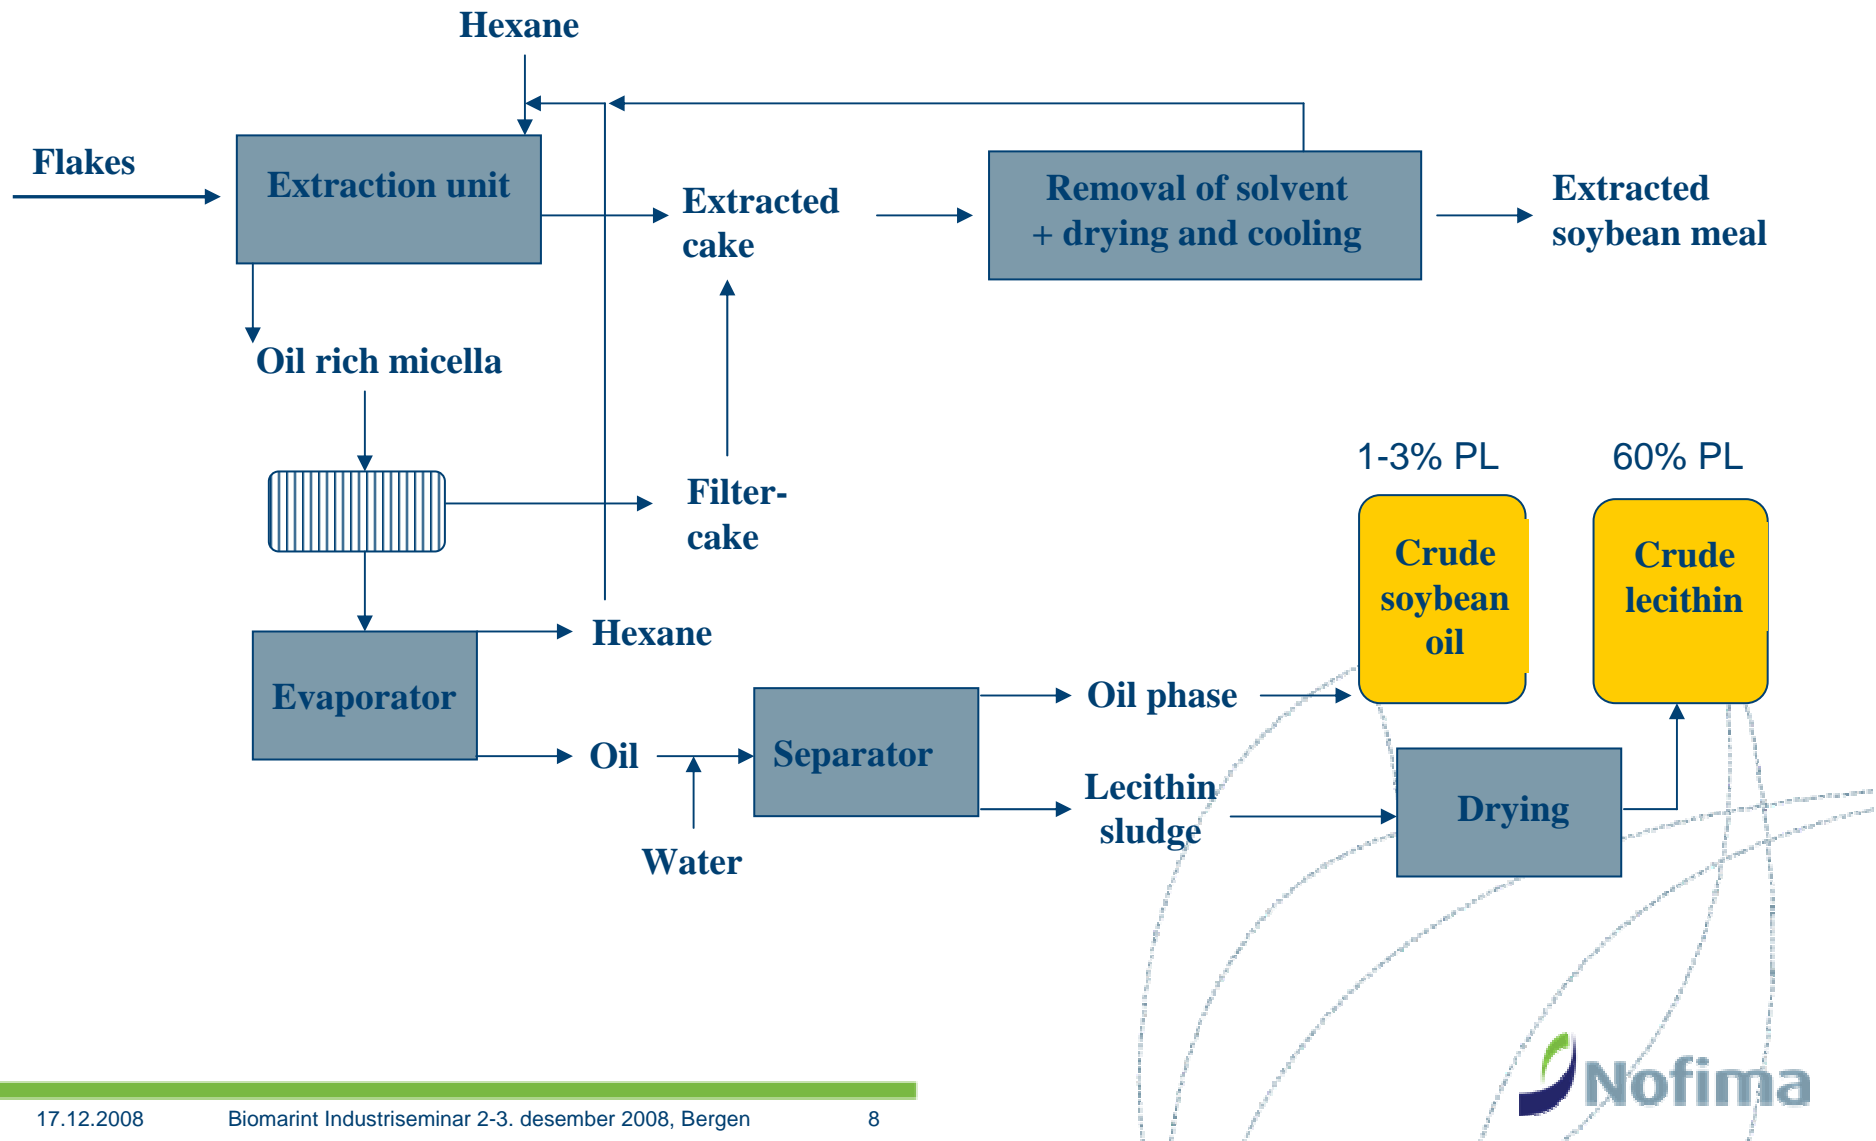 Hexane
Flakes
Extraction unit
Extracted
cake
Removal of solvent
+ drying and cooling
Extracted
soybean meal
Oil rich micella
Filter-
cake
1-3% PL
60% PL
Crude
soybean
oil
Crude
lecithin
Hexane
Evaporator
Oil
Water
Separator
Oil phase
Lecithin
sludge
Drying
Nofima
17.12.2008
Biomarint Industriseminar 2-3. desember 2008, Bergen
8